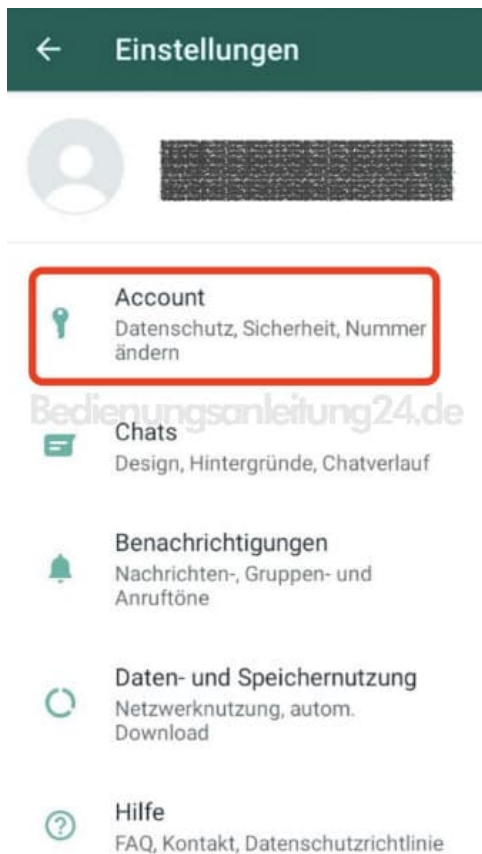 Einstellungen
Account
Datenschutz, Sicherheit, Nummer
ändern
Bedienungsanleitung24.de
Chats
Design, Hintergründe, Chatverlauf
Benachrichtigungen
Nachrichten-, Gruppen- und
Anruftöne
Daten- und Speichernutzung
Netzwerknutzung, autom.
Download
Hilfe
FAQ, Kontakt, Datenschutzrichtlinie